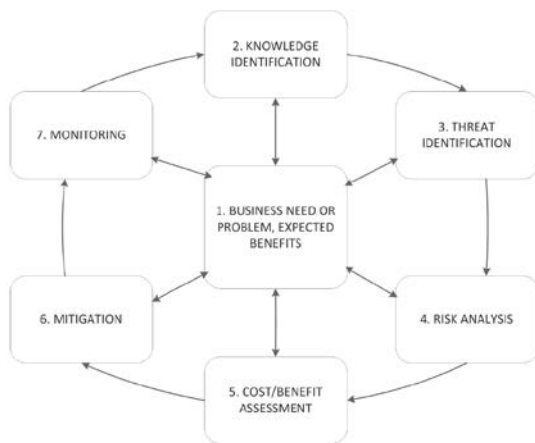 2. KNOWLEDGE
IDENTIFICATION
7. MONITORING
3. THREAT
IDENTIFICATION
1. BUSINESS NEED OR
PROBLEM, EXPECTED
BENEFITS
6. MITIGATION
4. RISK ANALYSIS
5. COST/BENEFIT
ASSESSMENT